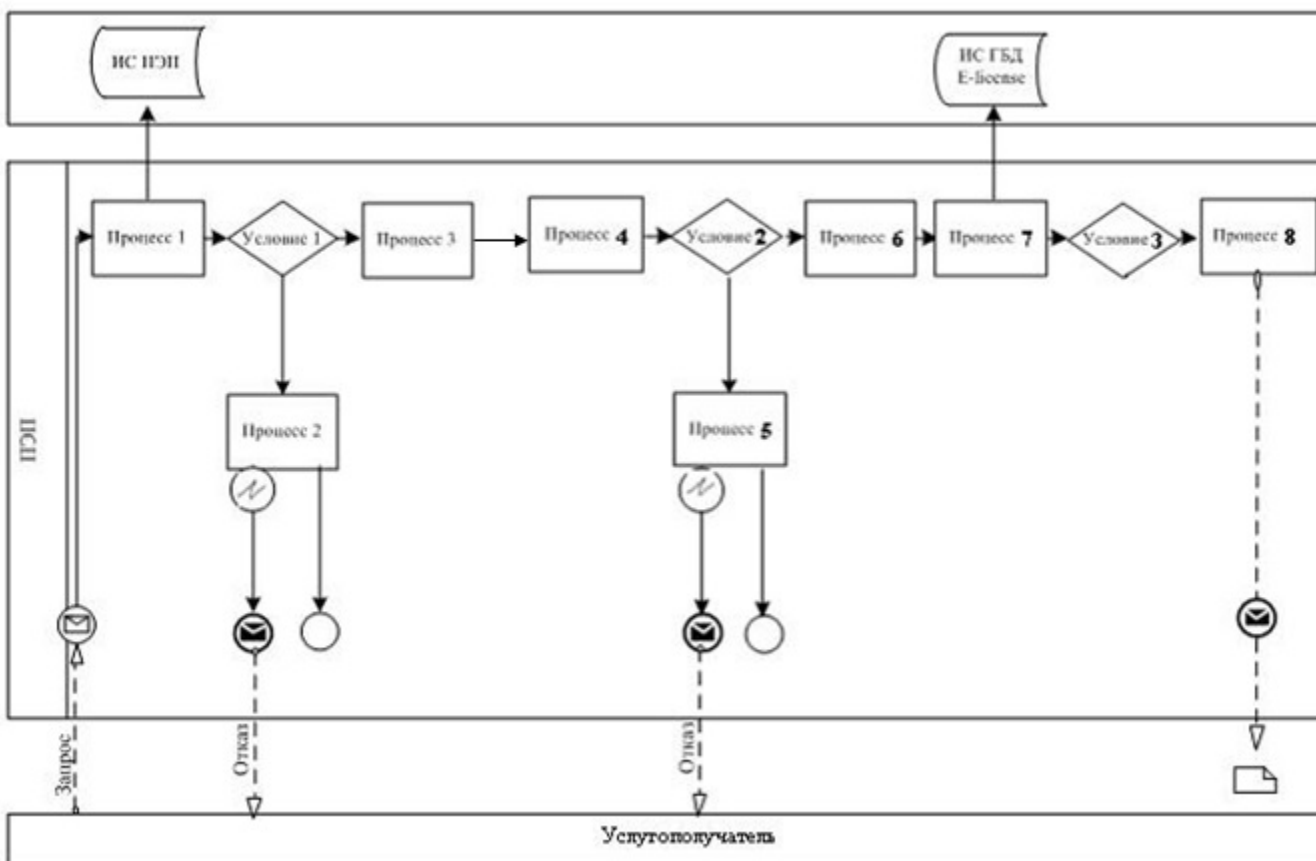 ИС ПЭП
ИС ГБД
E-license
Процесс 1
Условие 1
Процесс 3
Процесс 4
Условие 2
Процесс 6
Процесс 7
Условие 3
Процесс 8
Процесс 2
Процесс 5
Запрос
Отказ
Отказ
Услугополучатель